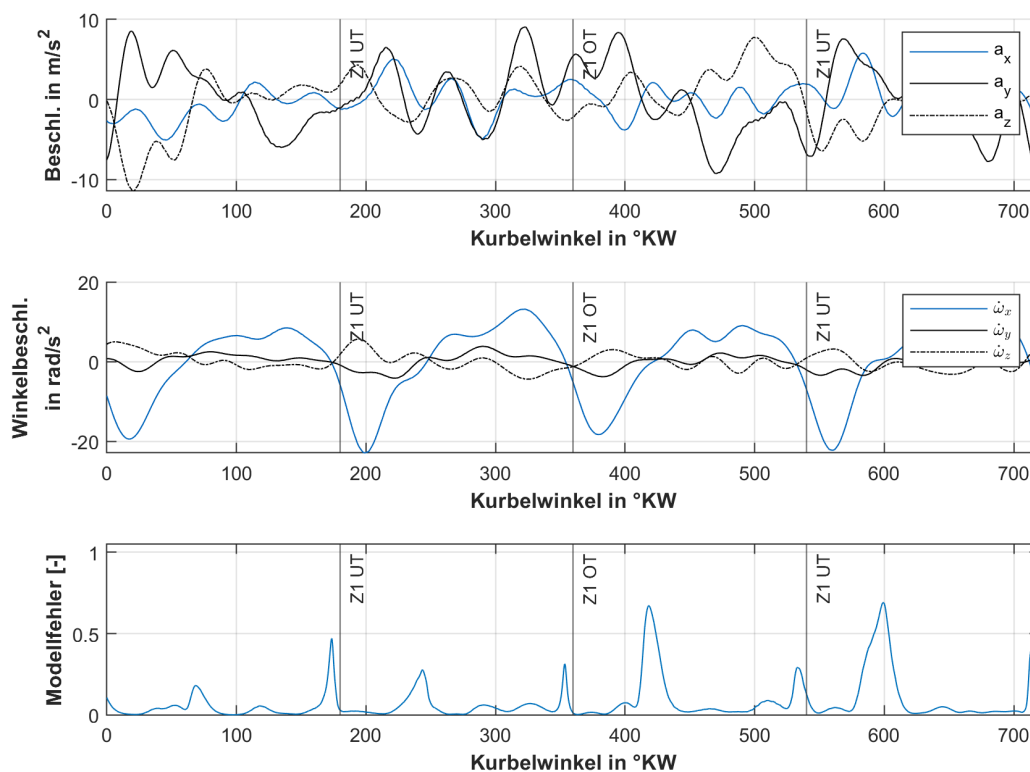 Beschl. in m/s²
10
0
-10
Z1 UT
Z1 OT
Z1 UT
a_x
a_y
a_z
0 100 200 300 400 500 600 700
Kurbelwinkel in °KW
Winkelbeschl.
in rad/s²
20
0
-20
Z1 UT
Z1 OT
Z1 UT
ω̇_x
ω̇_y
ω̇_z
0 100 200 300 400 500 600 700
Kurbelwinkel in °KW
Modellfehler [-]
1
0.5
0
Z1 UT
Z1 OT
Z1 UT
0 100 200 300 400 500 600 700
Kurbelwinkel in °KW